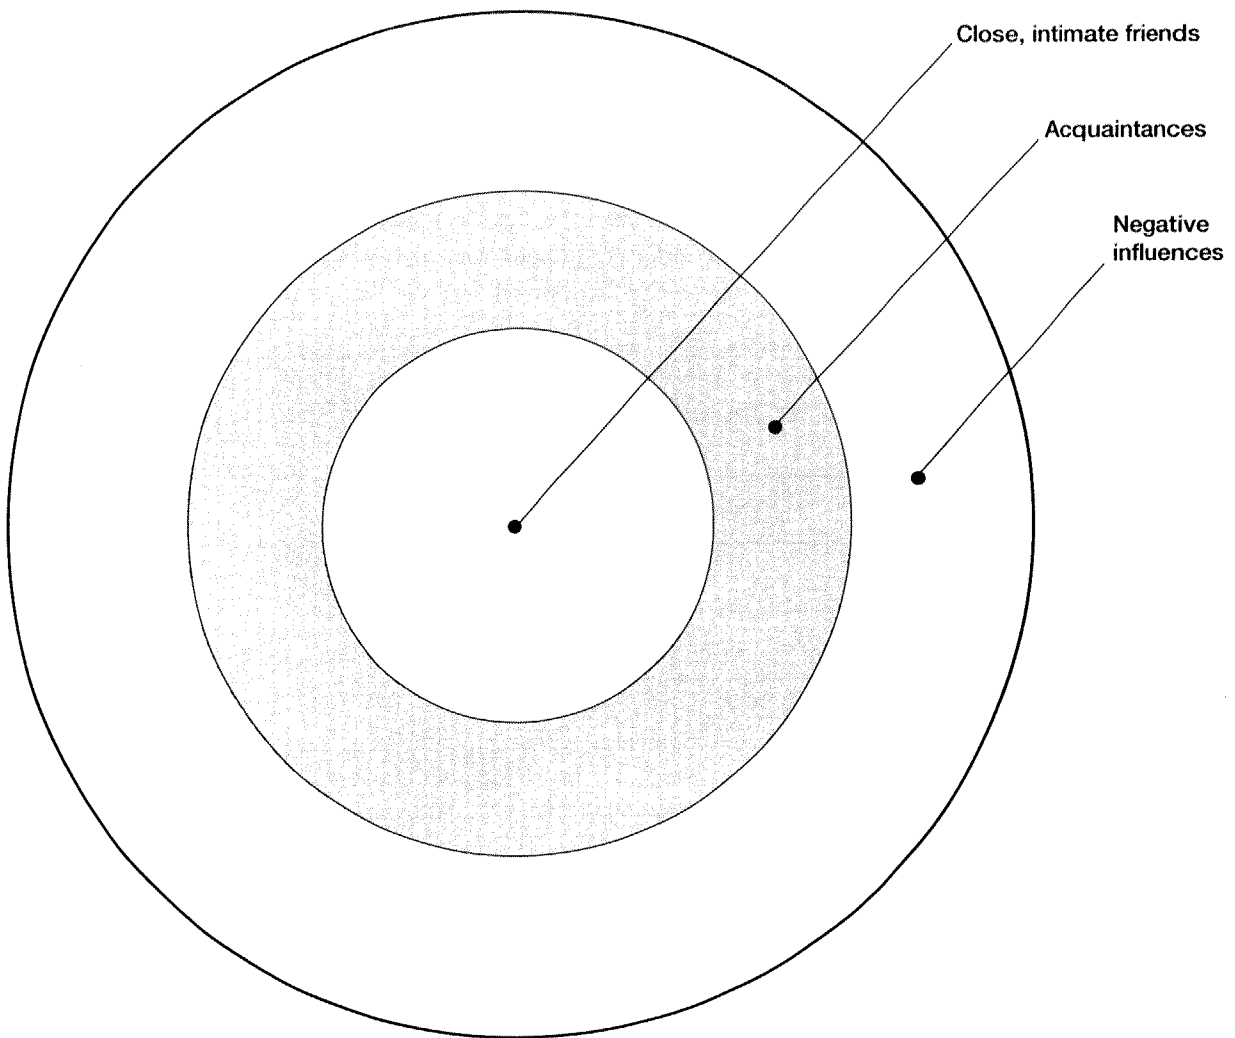 Close, intimate friends
Acquaintances
Negative
influences